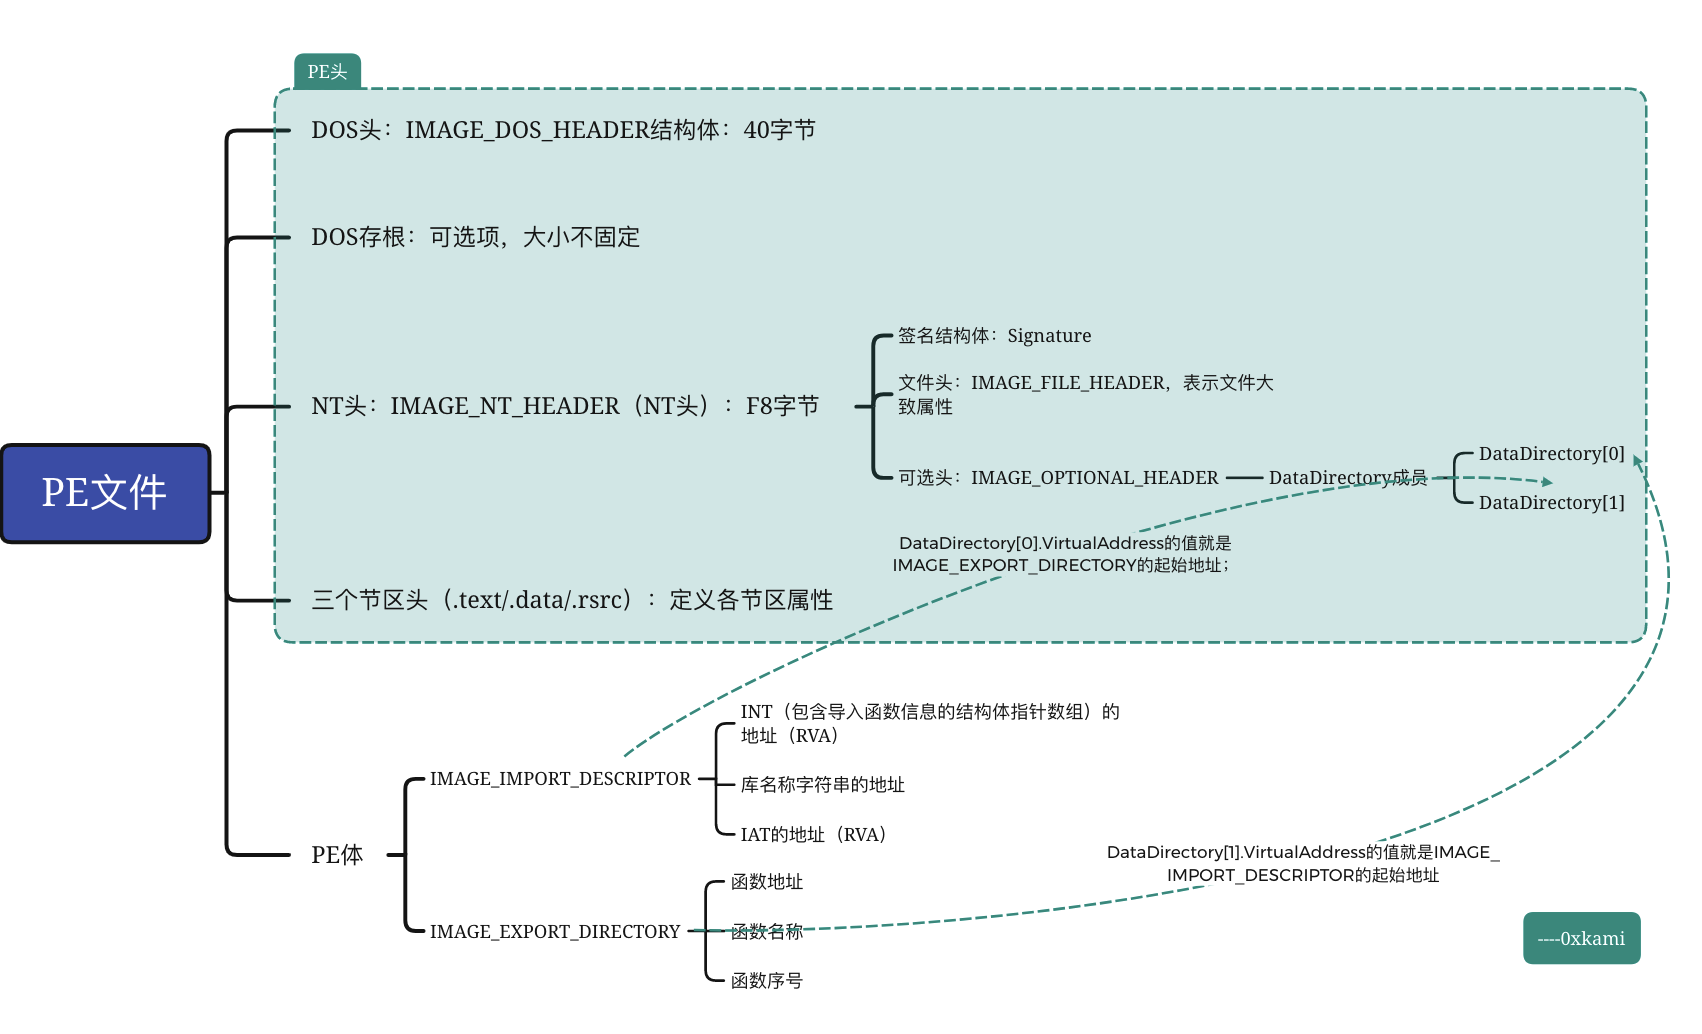 PE头
DOS头：IMAGE_DOS_HEADER结构体：40字节
DOS存根：可选项，大小不固定
签名结构体：Signature
文件头：IMAGE_FILE_HEADER，表示文件大
致属性
NT头：IMAGE_NT_HEADER（NT头）：F8字节
DataDirectory[0]
可选头：IMAGE_OPTIONAL_HEADER
DataDirectory成员
DataDirectory[1]
PE文件
DataDirectory[0].VirtualAddress的值就是
IMAGE_EXPORT_DIRECTORY的起始地址；
三个节区头（.text/.data/.rsrc）：定义各节区属性
INT（包含导入函数信息的结构体指针数组）的
地址（RVA）
IMAGE_IMPORT_DESCRIPTOR
库名称字符串的地址
IAT的地址（RVA）
PE体
DataDirectory[1].VirtualAddress的值就是IMAGE_
IMPORT_DESCRIPTOR的起始地址
函数地址
IMAGE_EXPORT_DIRECTORY
函数名称
函数序号
----0xkami